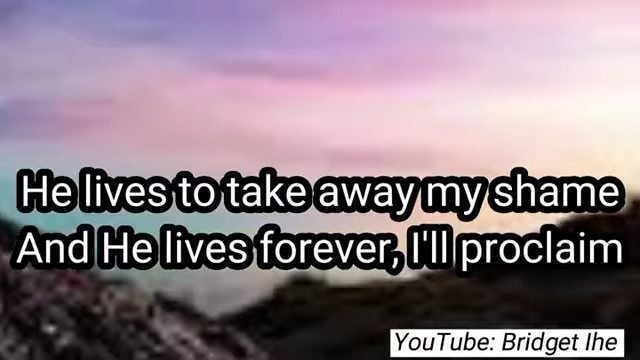 He lives to take away my shame
And He lives forever, I'll proclaim
YouTube: Bridget Ihe